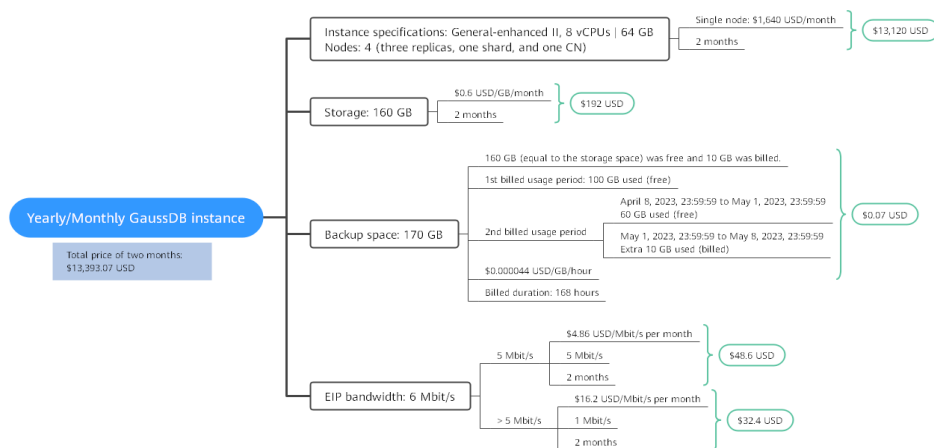 Yearly/Monthly GaussDB instance
Total price of two months:
$13,393.07 USD
Instance specifications: General-enhanced II, 8 vCPUs | 64 GB
Nodes: 4 (three replicas, one shard, and one CN)
Single node: $1,640 USD/month
2 months
$13,120 USD
Storage: 160 GB
$0.6 USD/GB/month
2 months
$192 USD
Backup space: 170 GB
160 GB (equal to the storage space) was free and 10 GB was billed.
1st billed usage period: 100 GB used (free)
2nd billed usage period
April 8, 2023, 23:59:59 to May 1, 2023, 23:59:59
60 GB used (free)
May 1, 2023, 23:59:59 to May 8, 2023, 23:59:59
Extra 10 GB used (billed)
$0.000044 USD/GB/hour
Billed duration: 168 hours
$0.07 USD
EIP bandwidth: 6 Mbit/s
5 Mbit/s
$4.86 USD/Mbit/s per month
5 Mbit/s
2 months
$48.6 USD
> 5 Mbit/s
$16.2 USD/Mbit/s per month
1 Mbit/s
2 months
$32.4 USD